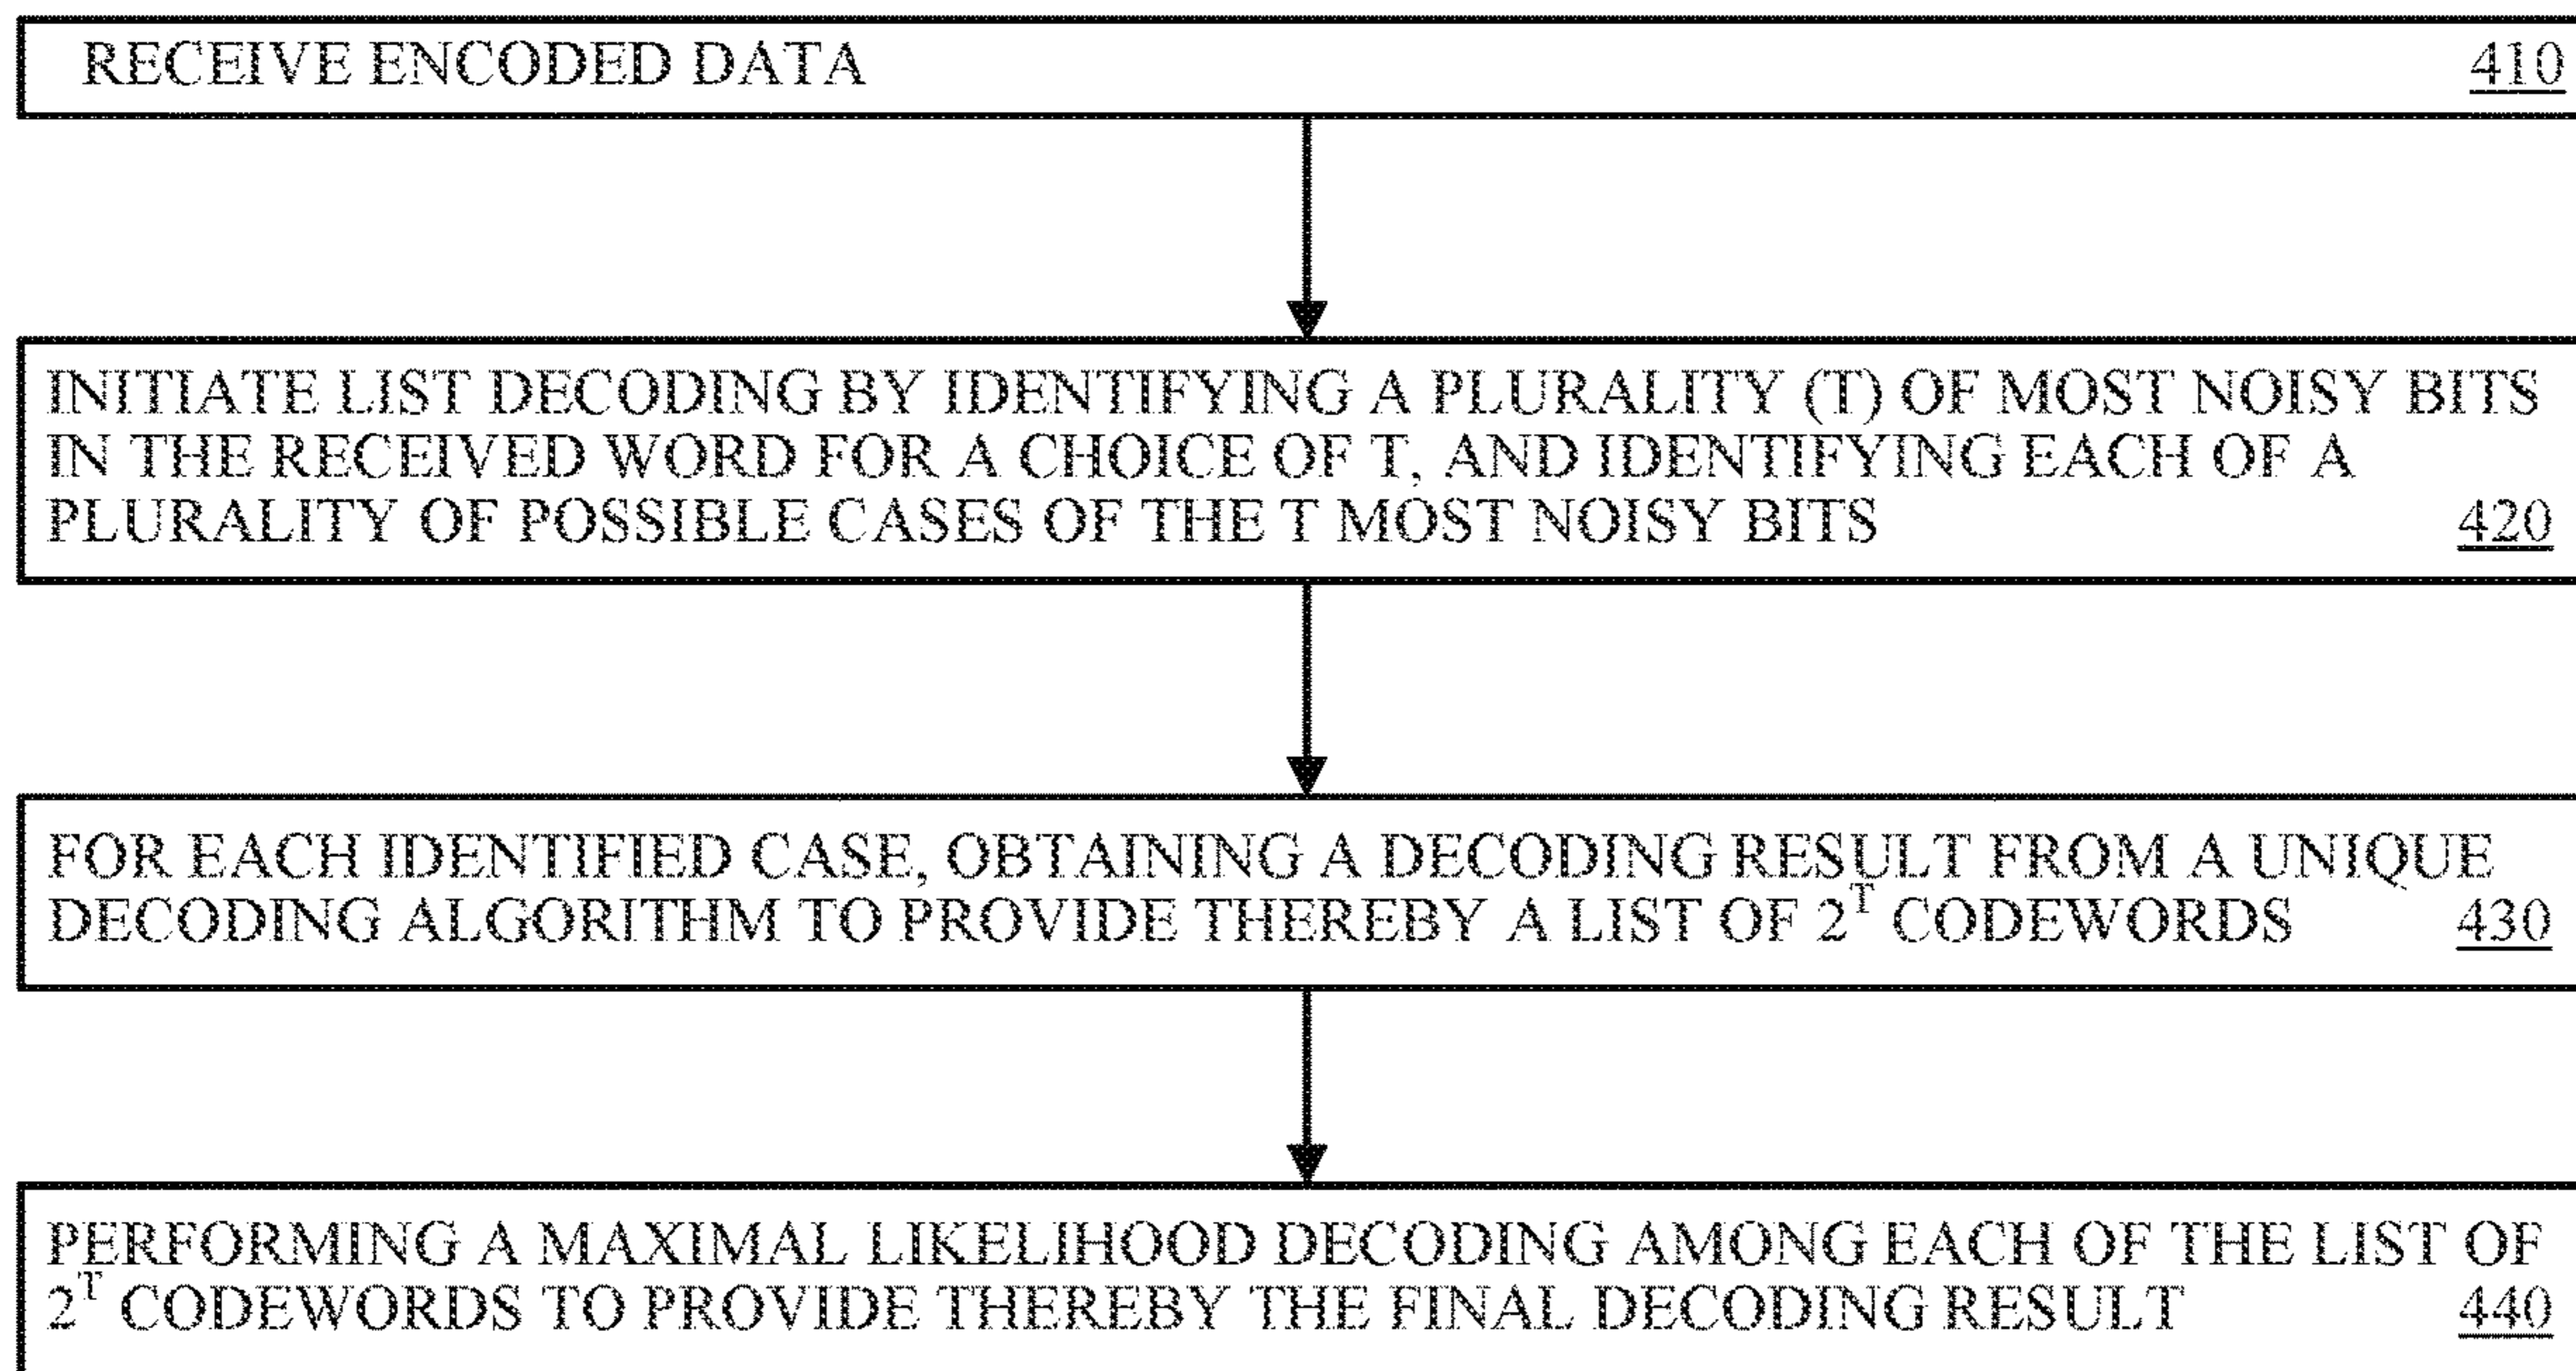 RECEIVE ENCODED DATA 410
INITIATE LIST DECODING BY IDENTIFYING A PLURALITY (T) OF MOST NOISY BITS
IN THE RECEIVED WORD FOR A CHOICE OF T, AND IDENTIFYING EACH OF A
PLURALITY OF POSSIBLE CASES OF THE T MOST NOISY BITS 420
FOR EACH IDENTIFIED CASE, OBTAINING A DECODING RESULT FROM A UNIQUE
DECODING ALGORITHM TO PROVIDE THEREBY A LIST OF 2^T CODEWORDS 430
PERFORMING A MAXIMAL LIKELIHOOD DECODING AMONG EACH OF THE LIST OF
2^T CODEWORDS TO PROVIDE THEREBY THE FINAL DECODING RESULT 440